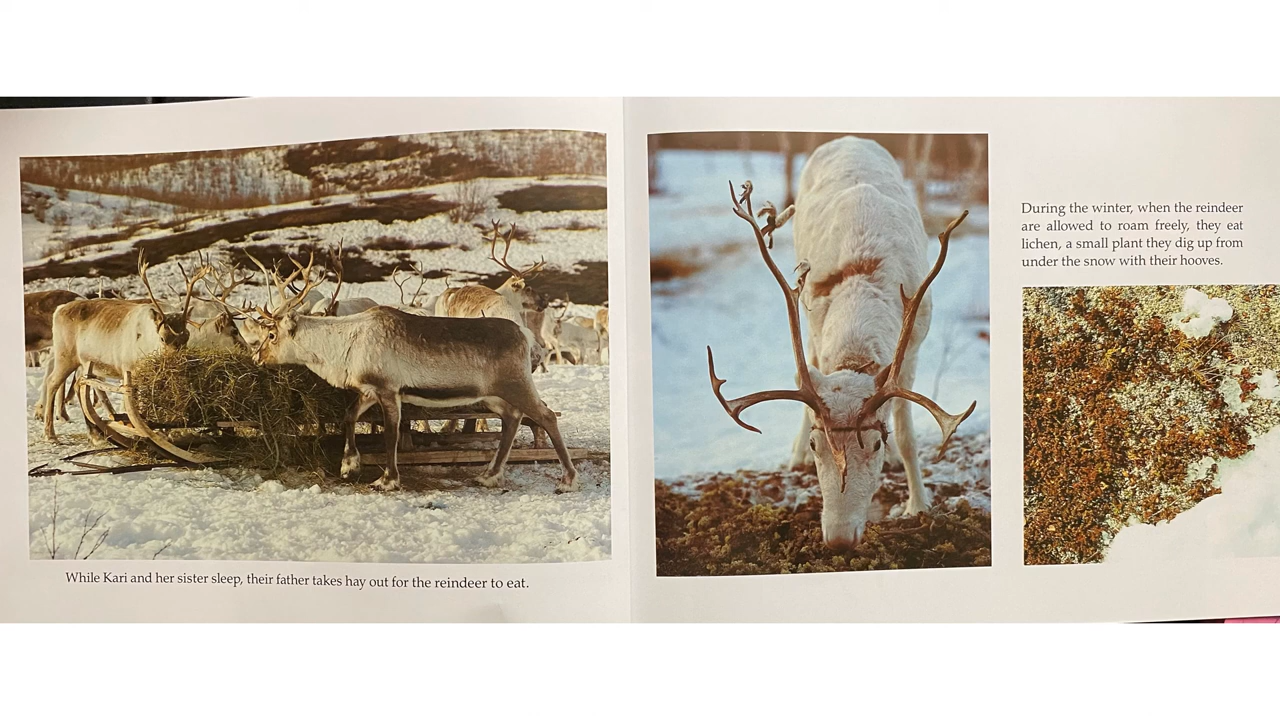 While Kari and her sister sleep, their father takes hay out for the reindeer to eat.
During the winter, when the reindeer
are allowed to roam freely, they eat
lichen, a small plant they dig up from
under the snow with their hooves.